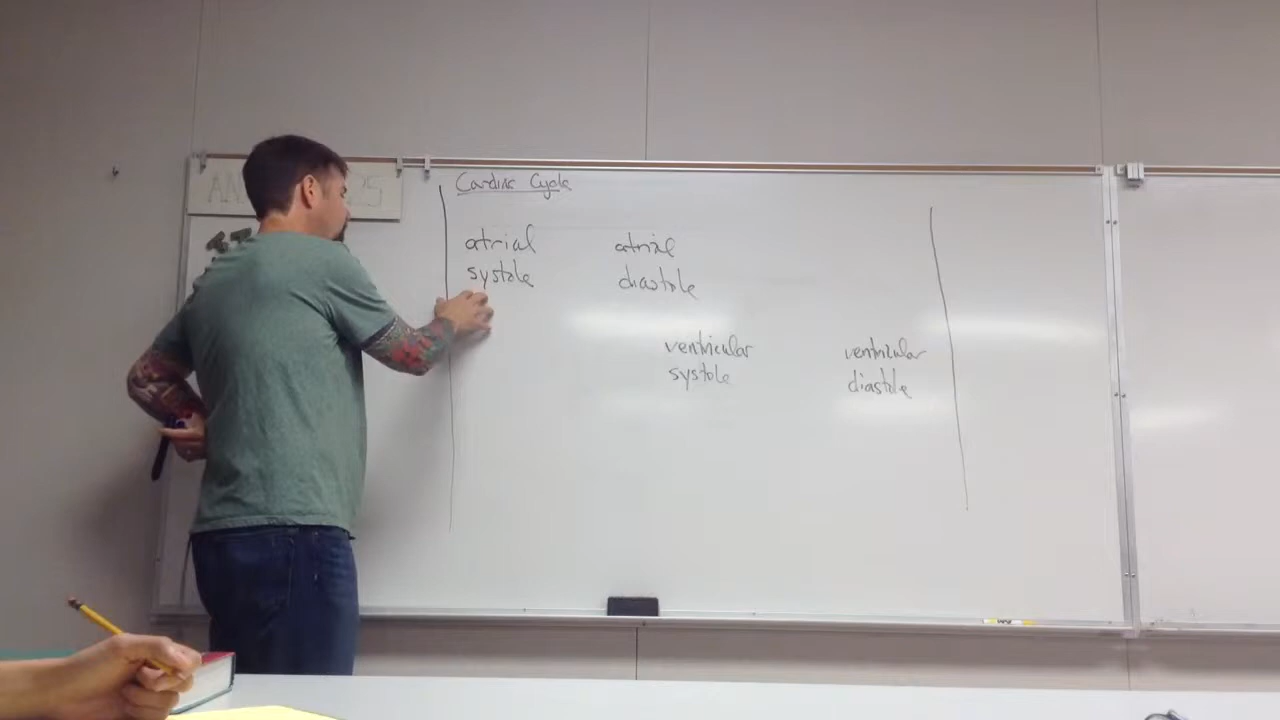 Cardiac Cycle
atrial atrial
systole diastole
ventricular ventricular
systole diastole